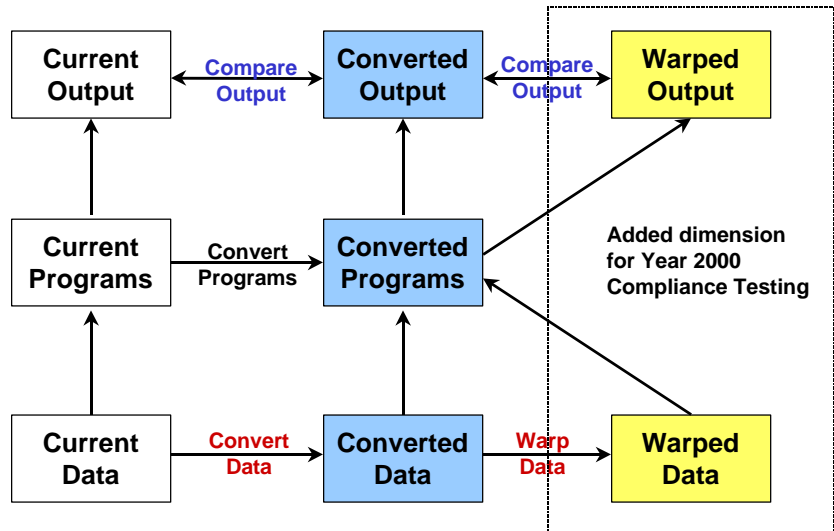 Current
Output
Compare
Output
Converted
Output
Compare
Output
Warped
Output
Current
Programs
Convert
Programs
Converted
Programs
Added dimension
for Year 2000
Compliance Testing
Current
Data
Convert
Data
Converted
Data
Warp
Data
Warped
Data